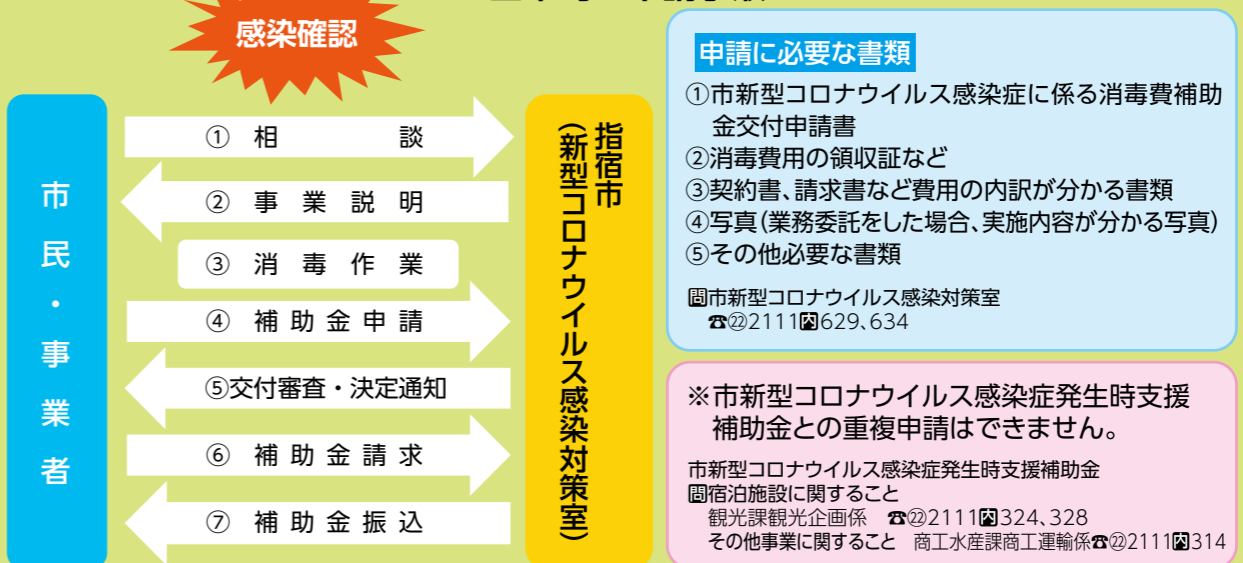 感染確認
市民・事業者
① 相談
② 事業説明
③ 消毒作業
④ 補助金申請
⑤交付審査・決定通知
⑥ 補助金請求
⑦ 補助金振込
指宿市
(新型コロナウイルス感染対策室)
申請に必要な書類
①市新型コロナウイルス感染症に係る消毒費補助
金交付申請書
②消毒費用の領収証など
③契約書、請求書など費用の内訳が分かる書類
④写真(業務委託をした場合、実施内容が分かる写真)
⑤その他必要な書類
問市新型コロナウイルス感染対策室
☎㉒2111内629、634
※市新型コロナウイルス感染症発生時支援
補助金との重複申請はできません。
市新型コロナウイルス感染症発生時支援補助金
問宿泊施設に関すること
観光課観光企画係 ☎㉒2111内324、328
その他事業に関すること 商工水産課商工運輸係☎㉒2111内314